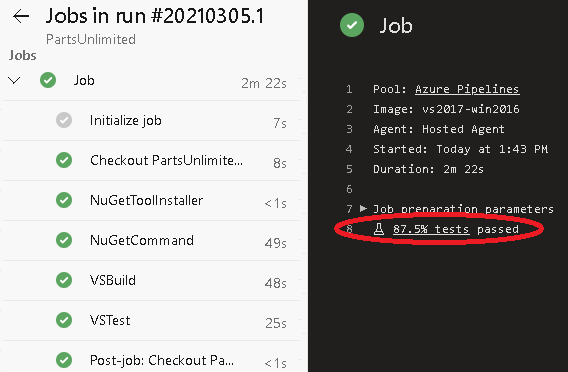 Jobs in run #20210305.1
PartsUnlimited
Jobs
Job 2m 22s
Initialize job 7s
Checkout PartsUnlimite... 8s
NuGetToolInstaller <1s
NuGetCommand 49s
VSBuild 48s
VSTest 25s
Post-job: Checkout Pa... <1s
Job
1 Pool: Azure Pipelines
2 Image: vs2017-win2016
3 Agent: Hosted Agent
4 Started: Today at 1:43 PM
5 Duration: 2m 22s
6
7 Job preparation parameters
8 87.5% tests passed